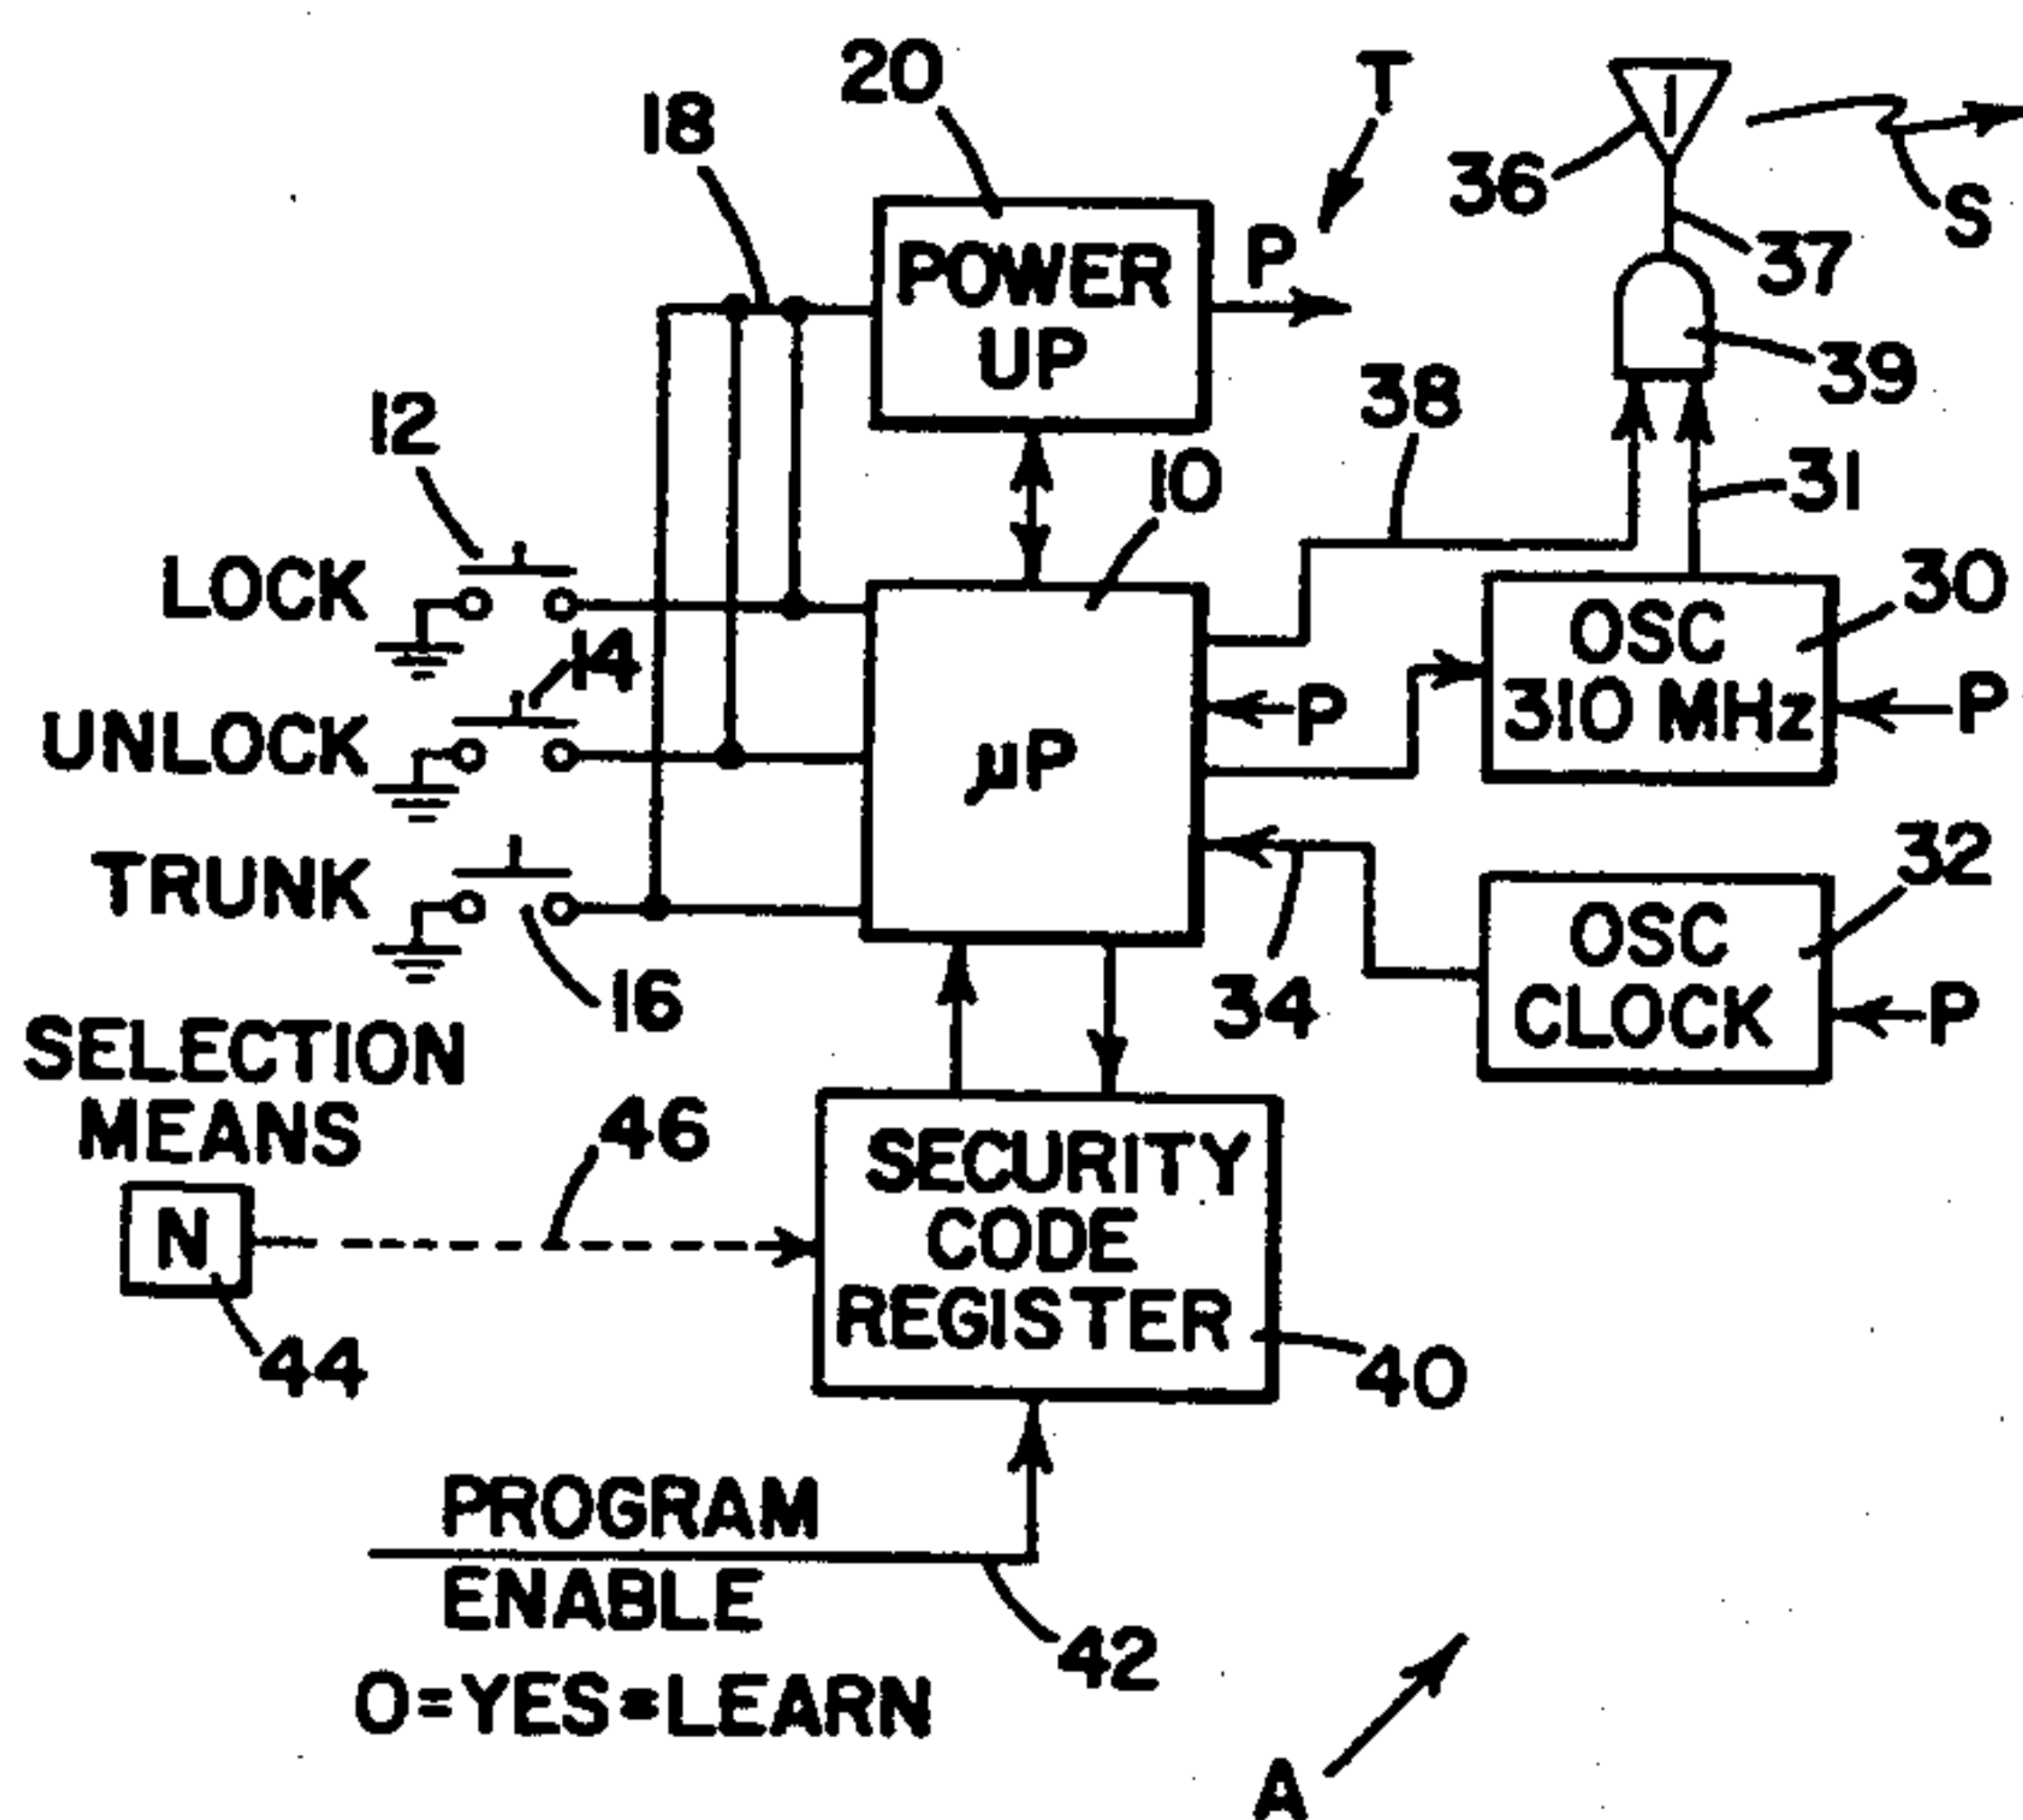 20
T
18
36
S
P
37
POWER
UP
39
38
12
10
31
LOCK
30
OSC
310 MHz
14
P
P
UNLOCK
µP
32
TRUNK
OSC
CLOCK
16
34
P
SELECTION
MEANS
46
SECURITY
CODE
REGISTER
N
44
40
PROGRAM
ENABLE
42
0=YES=LEARN
A